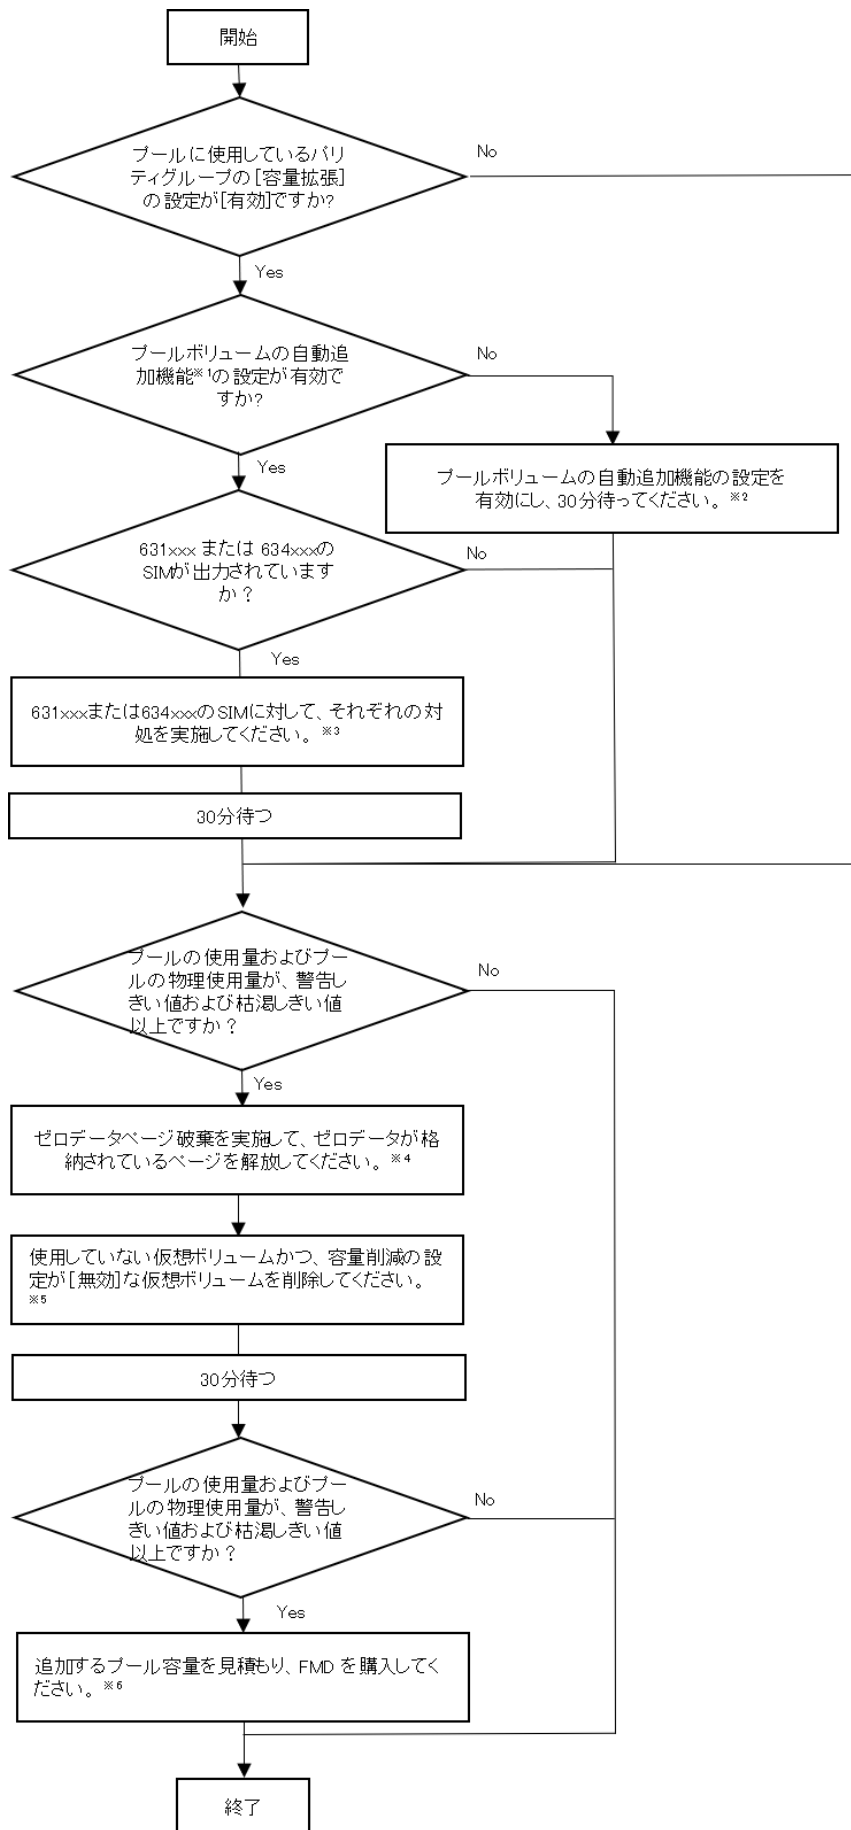 開始
プールに使用しているパリ
ティグループの[容量拡張]
の設定が[有効]ですか?
No
Yes
プールボリュームの自動追
加機能※1の設定が有効で
すか?
No
Yes
プールボリュームの自動追加機能の設定を
有効にし、30分待ってください。※2
631xxx または 634xxxの
SIMが出力されています
か？
No
Yes
631xxxまたは634xxxのSIMに対して、それぞれの対
処を実施してください。※3
30分待つ
プールの使用量およびプー
ルの物理使用量が、警告し
きい値および枯渇しきい値
以上ですか？
No
Yes
ゼロデータページ破棄を実施して、ゼロデータが格
納されているページを解放してください。※4
使用していない仮想ボリュームかつ、容量削減の設
定が[無効]な仮想ボリュームを削除してください。
※5
30分待つ
プールの使用量およびプー
ルの物理使用量が、警告し
きい値および枯渇しきい値
以上ですか？
No
Yes
追加するプール容量を見積もり、FMD を購入してく
ださい。※6
終了